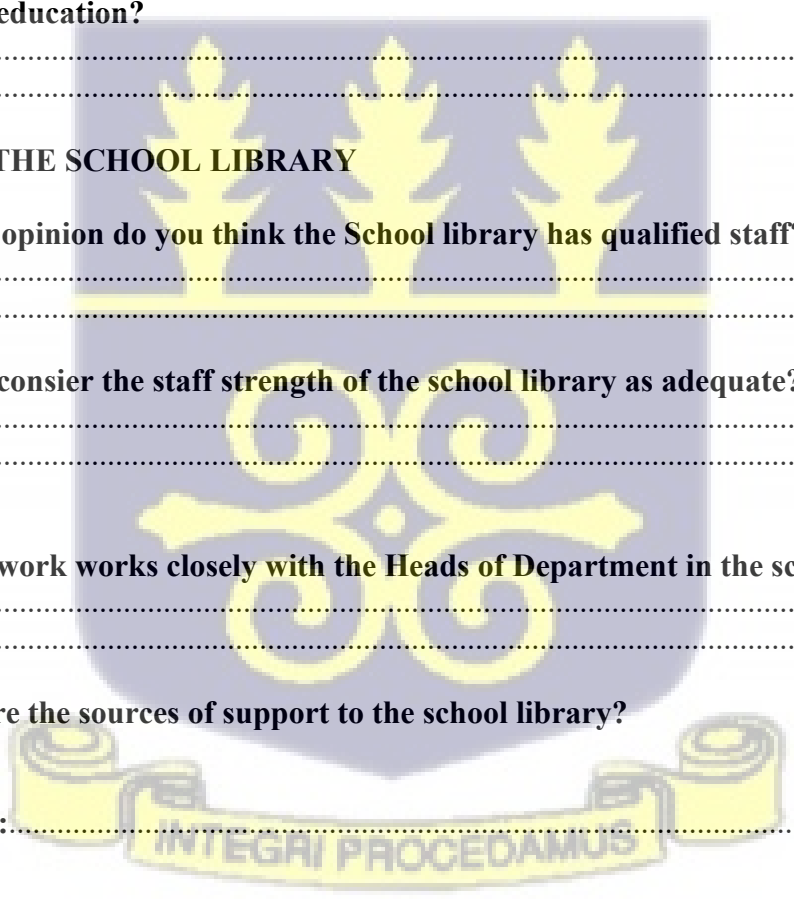 education?
................................................................................
................................................................................
THE SCHOOL LIBRARY
opinion do you think the School library has qualified staff?
................................................................................
................................................................................
consier the staff strength of the school library as adequate?
................................................................................
................................................................................
work works closely with the Heads of Department in the
................................................................................
................................................................................
the sources of support to the school library?
:................................................................................
INTEGRI PROCEDAMUS